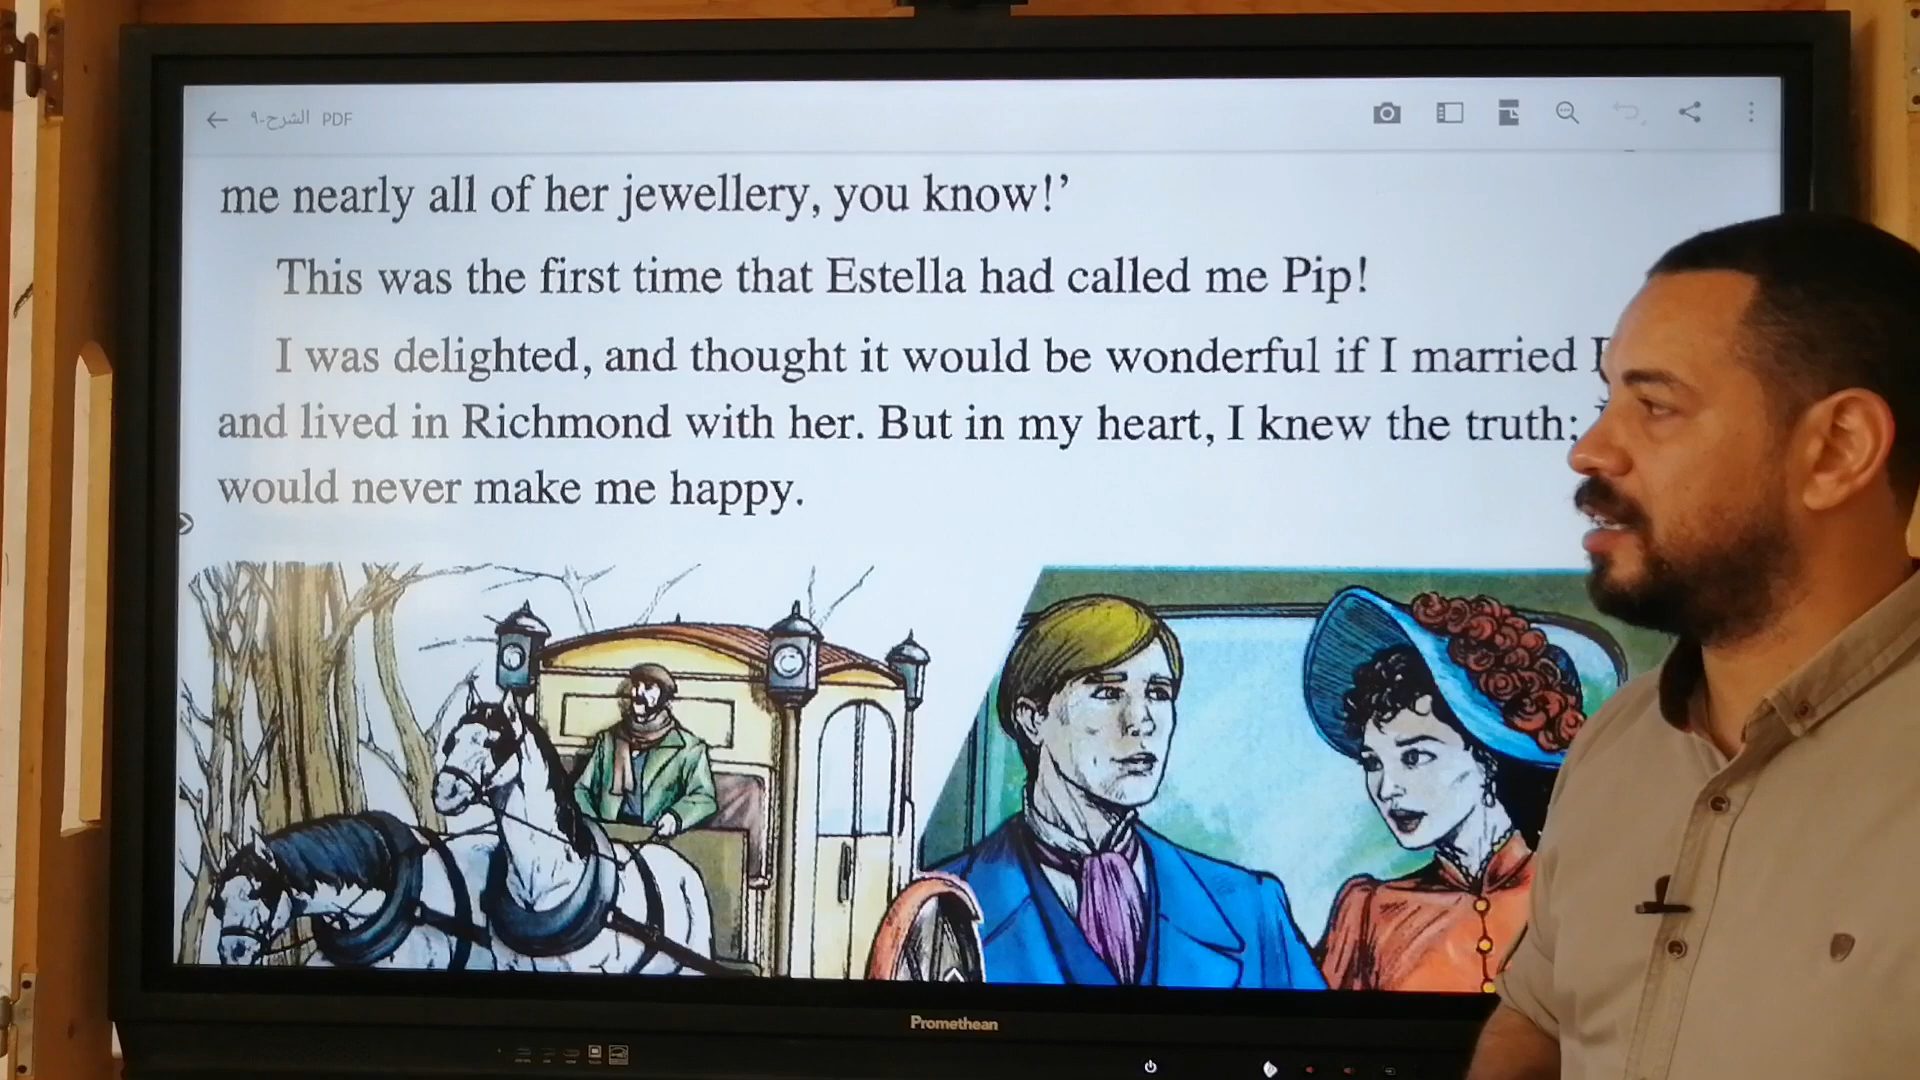 الشرح-٩ PDF
me nearly all of her jewellery, you know!’
This was the first time that Estella had called me Pip!
I was delighted, and thought it would be wonderful if I married
and lived in Richmond with her. But in my heart, I knew the truth;
would never make me happy.
Promethean